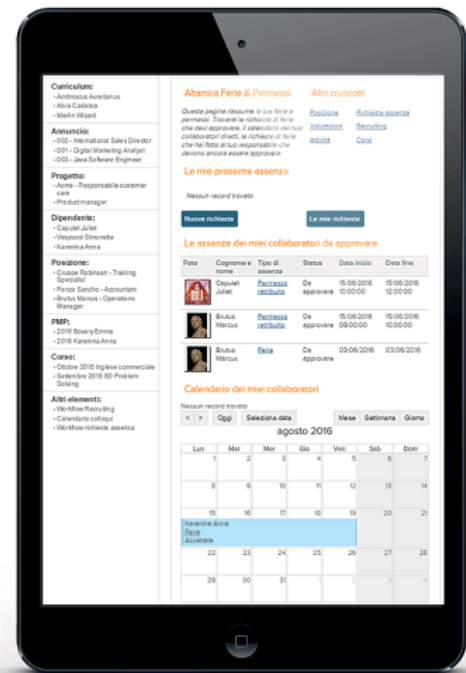 Curriculum:
• Ambrosius Aurelianus
• Abra Cadabra
• Merlin Wizard
Annuncio:
• 002 - International Sales Director
• 001 - Digital Marketing Analyst
• 003 - Java Software Engineer
Progetto:
• Acme - Responsabile customer
care
• Product manager
Dipendente:
• Capulet Juliet
• Vespucci Simonetta
• Karenina Anna
Posizione:
• Crusoe Robinson - Training
Specialist
• Panza Sancho - Accountant
• Brutus Marcus - Operations
Manager
PMP:
• 2016 Bovary Emma
• 2016 Karenina Anna
Corso:
• Ottobre 2016 Inglese commerciale
• Settembre 2016 8D Problem
Solving
Altri elementi:
• Workflow Recruiting
• Calendario colloqui
• Workflow richieste assenza
Altamira Ferie & Permessi
Questa pagina riassume le tue ferie e
permessi. Troverai le richieste di ferie
che devi approvare, il calendario dei tuoi
collaboratori diretti, le richieste di ferie
che hai fatto al tuo responsabile che
devono ancora essere approvate
Altri cruscotti
Posizione Richieste assenza
Valutazioni Recruiting
Attività Corsi
Le mie prossime assenze
Nessun record trovato
Nuova richiesta Le mie richieste
Le assenze dei miei collaboratori da approvare
Foto Cognome e nome Tipo di assenza Status Data inizio Data fine
Capulet Juliet Permesso retribuito Da approvare 15/06/2016 10:00:00 15/06/2016 12:00:00
Brutus Marcus Permesso retribuito Da approvare 15/06/2016 09:00:00 15/06/2016 10:00:00
Brutus Marcus Ferie Da approvare 03/06/2016 03/06/2016
Calendario dei miei collaboratori
Nessun record trovato
< > Oggi Seleziona data Mese Settimana Giorno
agosto 2016
Lun Mar Mer Gio Ven Sab Dom
1 2 3 4 5 6 7
8 9 10 11 12 13 14
15 16 17 18 19 20 21
Karenina Anna
Ferie
Accettata
22 23 24 25 26 27 28
29 30 31 1 2 3 4